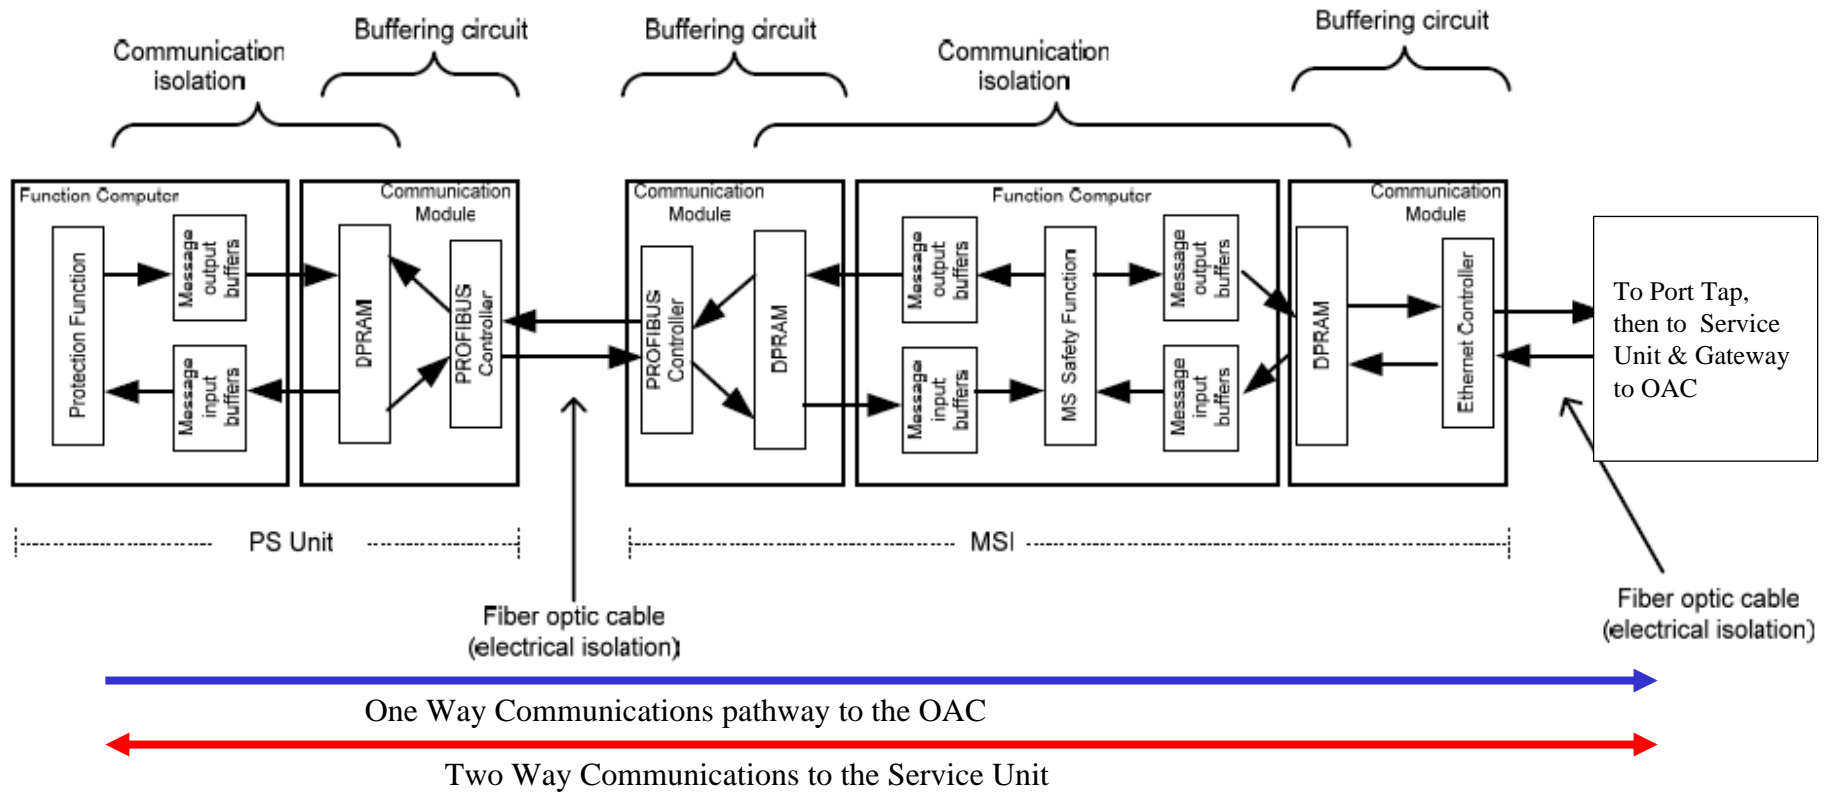 Communication
isolation
Buffering circuit
Buffering circuit
Communication
isolation
Buffering circuit
Function Computer
Protection Function
Message
output
buffers
Message
input
buffers
Communication
Module
DPRAM
PROFIBUS
Controller
Communication
Module
PROFIBUS
Controller
DPRAM
Function Computer
Message
output
buffers
Message
input
buffers
MS Safety Function
Message
output
buffers
Message
input
buffers
Communication
Module
DPRAM
Ethernet Controller
To Port Tap,
then to Service
Unit & Gateway
to OAC
PS Unit
MSI
Fiber optic cable
(electrical isolation)
Fiber optic cable
(electrical isolation)
One Way Communications pathway to the OAC
Two Way Communications to the Service Unit